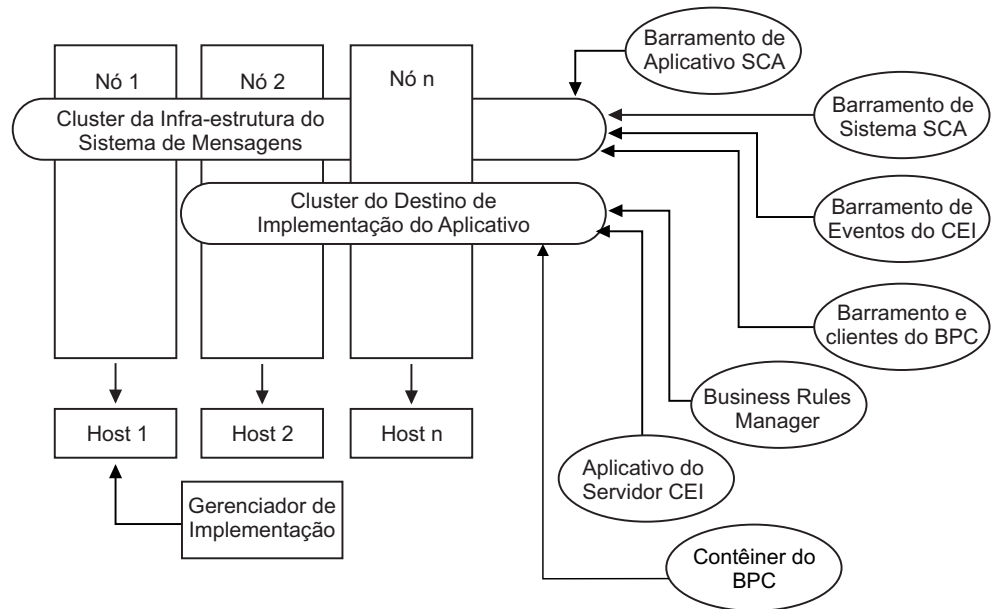 Nó 1
Nó 2
Nó n
Cluster da Infra-estrutura do
Sistema de Mensagens
Cluster do Destino de
Implementação do Aplicativo
Barramento de
Aplicativo SCA
Barramento de
Sistema SCA
Barramento de
Eventos do CEI
Barramento e
clientes do BPC
Business Rules
Manager
Aplicativo do
Servidor CEI
Contêiner do
BPC
Host 1
Host 2
Host n
Gerenciador de
Implementação